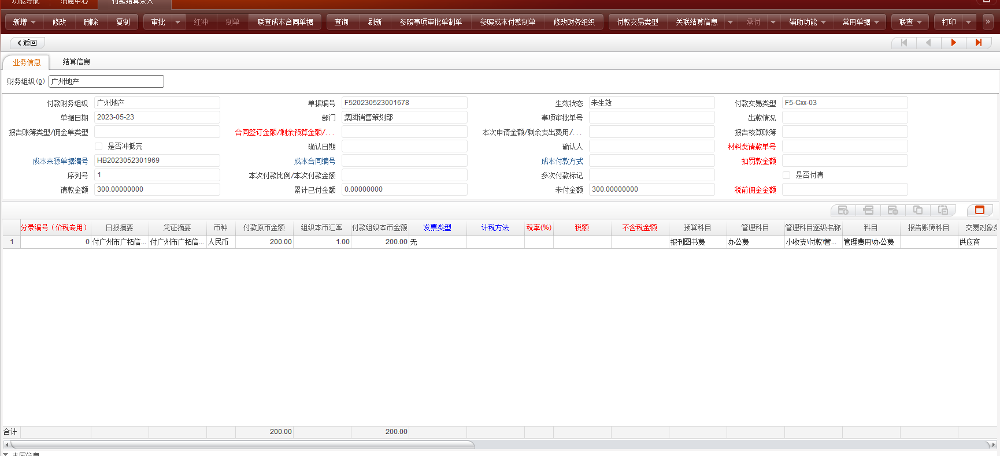 功能导航 消息中心 付款结算录入
新增 修改 删除 复制 审批 红冲 制单 联查成本合同单据 查询 刷新 参照事项审批单制单 参照成本付款制单 修改财务组织 付款交易类型 关联结算信息 承付 辅助功能 常用单据 联查 打印 »
返回
业务信息 结算信息
财务组织(O) 广州地产
付款财务组织 广州地产 单据编号 F520230523001678 生效状态 未生效 付款交易类型 F5-Cxx-03
单据日期 2023-05-23 部门 集团销售策划部 事项审批单号 出款情况
报告账簿类型/佣金单类型 合同签订金额/剩余预算金额/... 本次申请金额/剩余支出费用/... 报告核算账簿
是否冲抵完 确认日期 确认人 材料类请款单号
成本来源单据编号 HB2023052301969 成本合同编号 成本付款方式 扣罚款金额
序列号 1 本次付款比例/本次付款金额 多次付款标记 是否付清
请款金额 300.00000000 累计已付金额 0.00000000 未付金额 300.00000000 税前佣金金额
分录编号（价税专用） 日报摘要 凭证摘要 币种 付款原币金额 组织本币汇率 付款组织本币金额 发票类型 计税方法 税率(%) 税额 不含税金额 预算科目 管理科目 管理科目逐级名称 科目 报告账簿科目 交易对象类
1 0 付广州市广拓信... 付广州市广拓信... 人民币 200.00 1.00 200.00 无 报刊图书费 办公费 小收支\付款\管... 管理费用\办公费 供应商
合计 200.00 200.00